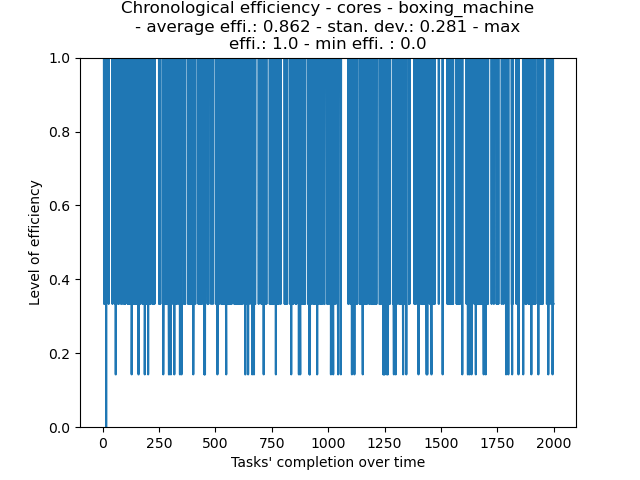 Chronological efficiency - cores - boxing_machine
- average effi.: 0.862 - stan. dev.: 0.281 - max
effi.: 1.0 - min effi. : 0.0
1.0
0.8
0.6
0.4
0.2
0.0
Level of efficiency
0 250 500 750 1000 1250 1500 1750 2000
Tasks' completion over time